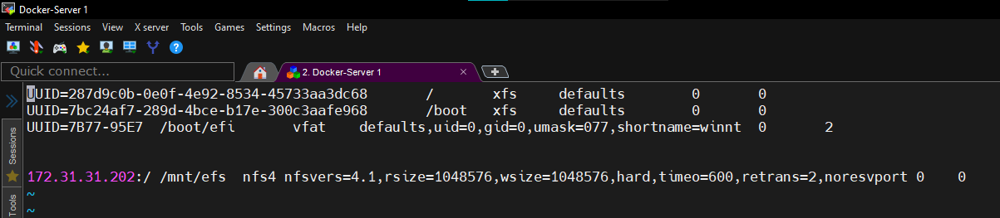 Docker-Server 1
Terminal Sessions View X server Tools Games Settings Macros Help
Quick connect...
2. Docker-Server 1
UUID=287d9c0b-0e0f-4e92-8534-45733aa3dc68 / xfs defaults 0 0
UUID=7bc24af7-289d-4bce-b17e-300c3aafe968 /boot xfs defaults 0 0
UUID=7B77-95E7 /boot/efi vfat defaults,uid=0,gid=0,umask=077,shortname=winnt 0 2
172.31.31.202:/ /mnt/efs nfs4 nfsvers=4.1,rsize=1048576,wsize=1048576,hard,timeo=600,retrans=2,noresvport 0 0
~
~
Sessions
Tools